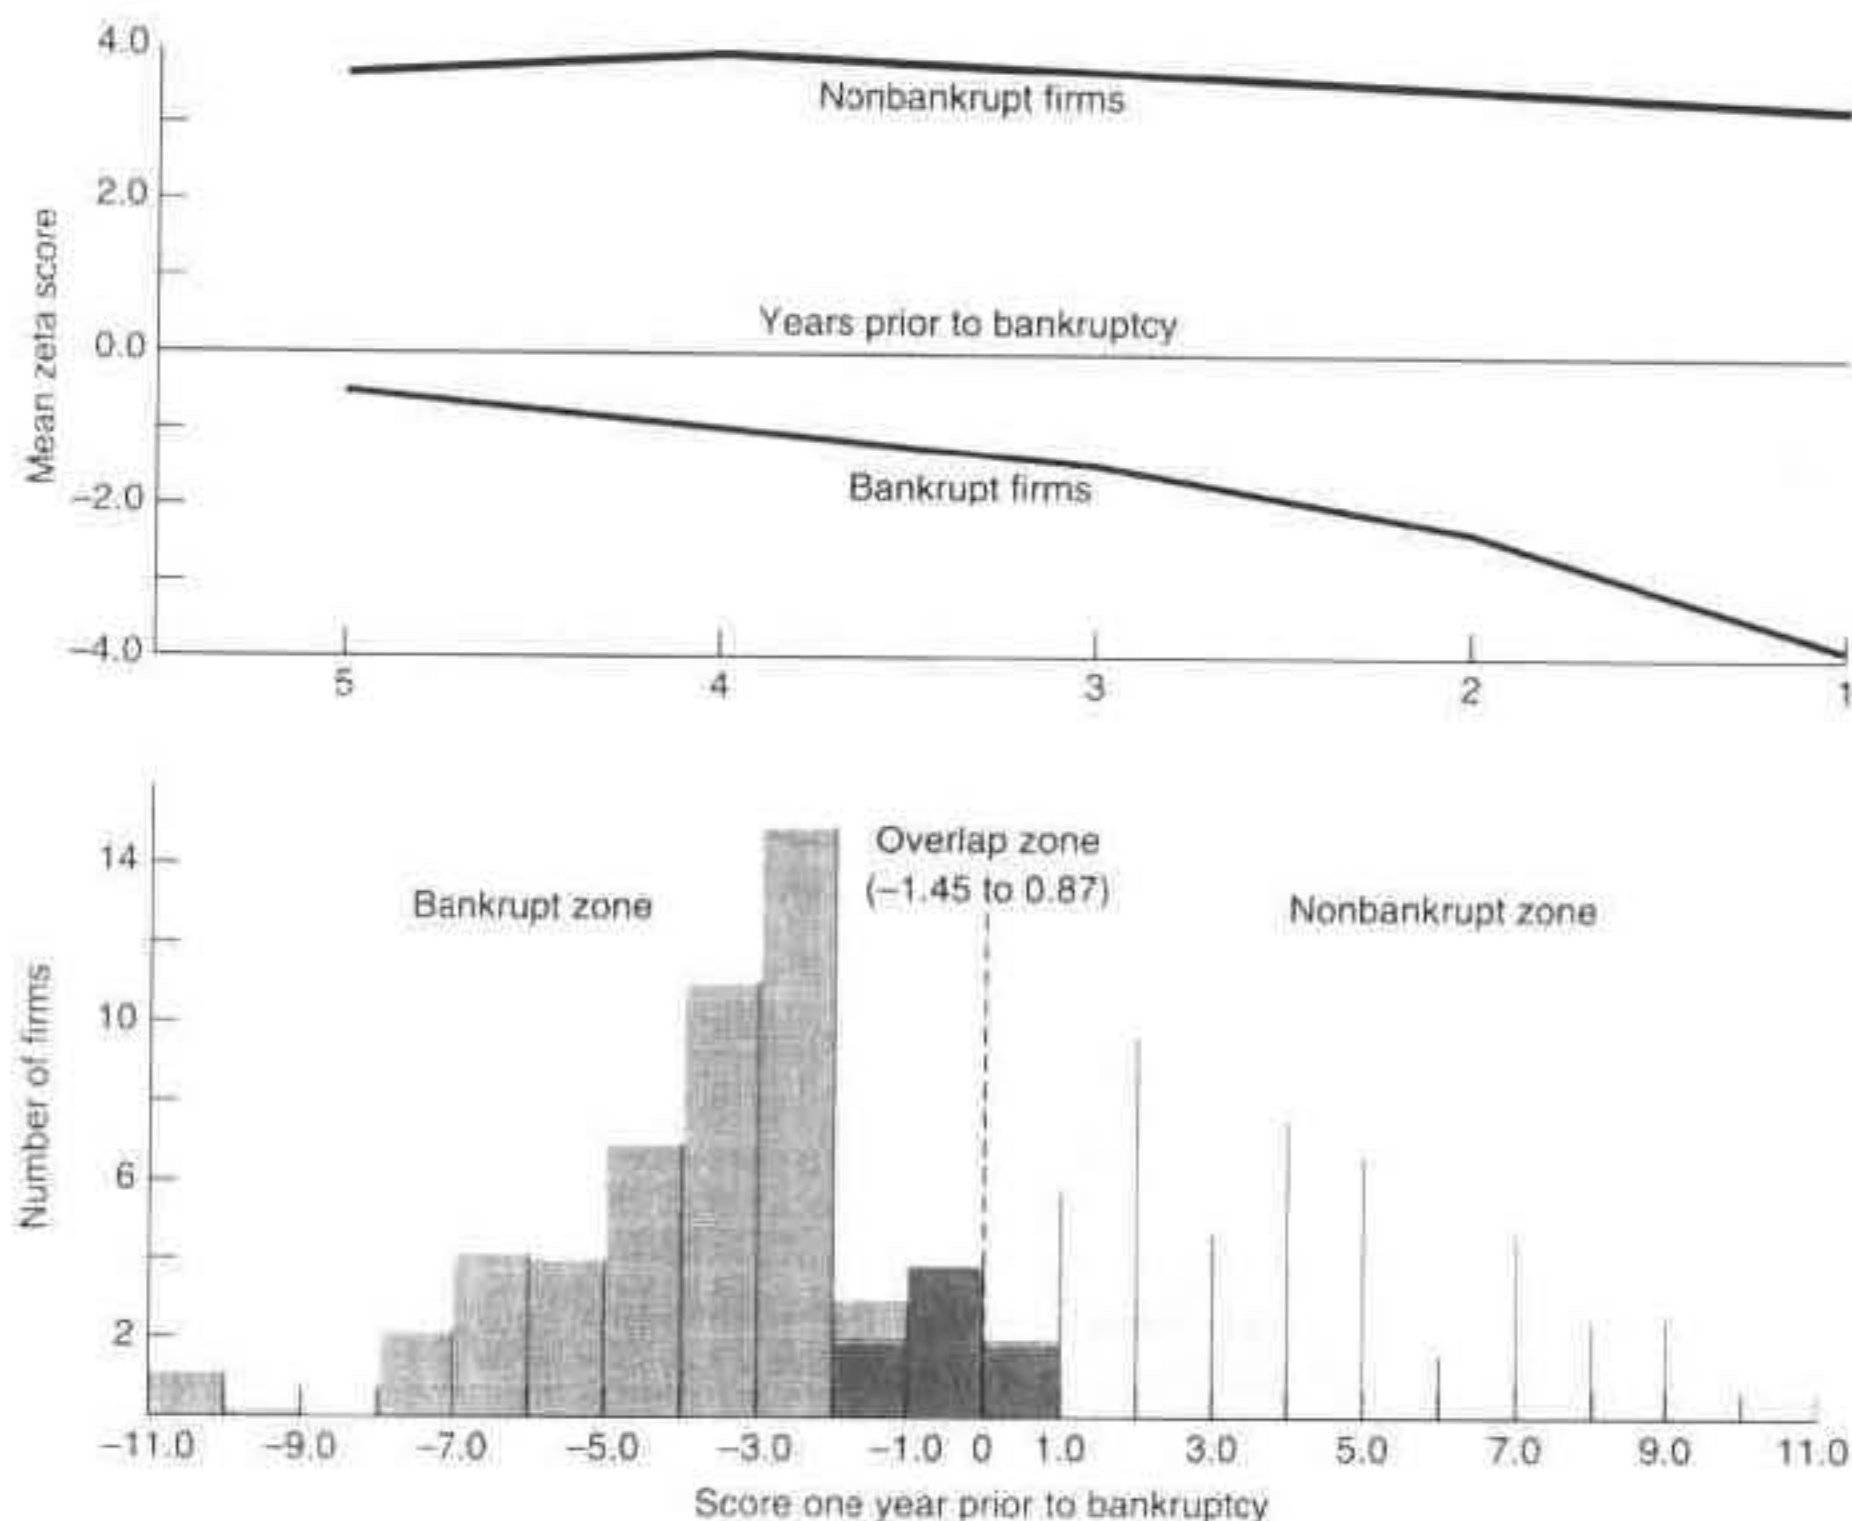 4.0
Nonbankrupt firms
2.0
Mean zeta score
Years prior to bankruptcy
0.0
Bankrupt firms
–2.0
–4.0
5 4 3 2 1
14
Overlap zone
(–1.45 to 0.87)
Bankrupt zone
Nonbankrupt zone
10
Number of firms
6
2
–11.0 –9.0 –7.0 –5.0 –3.0 –1.0 0 1.0 3.0 5.0 7.0 9.0 11.0
Score one year prior to bankruptcy